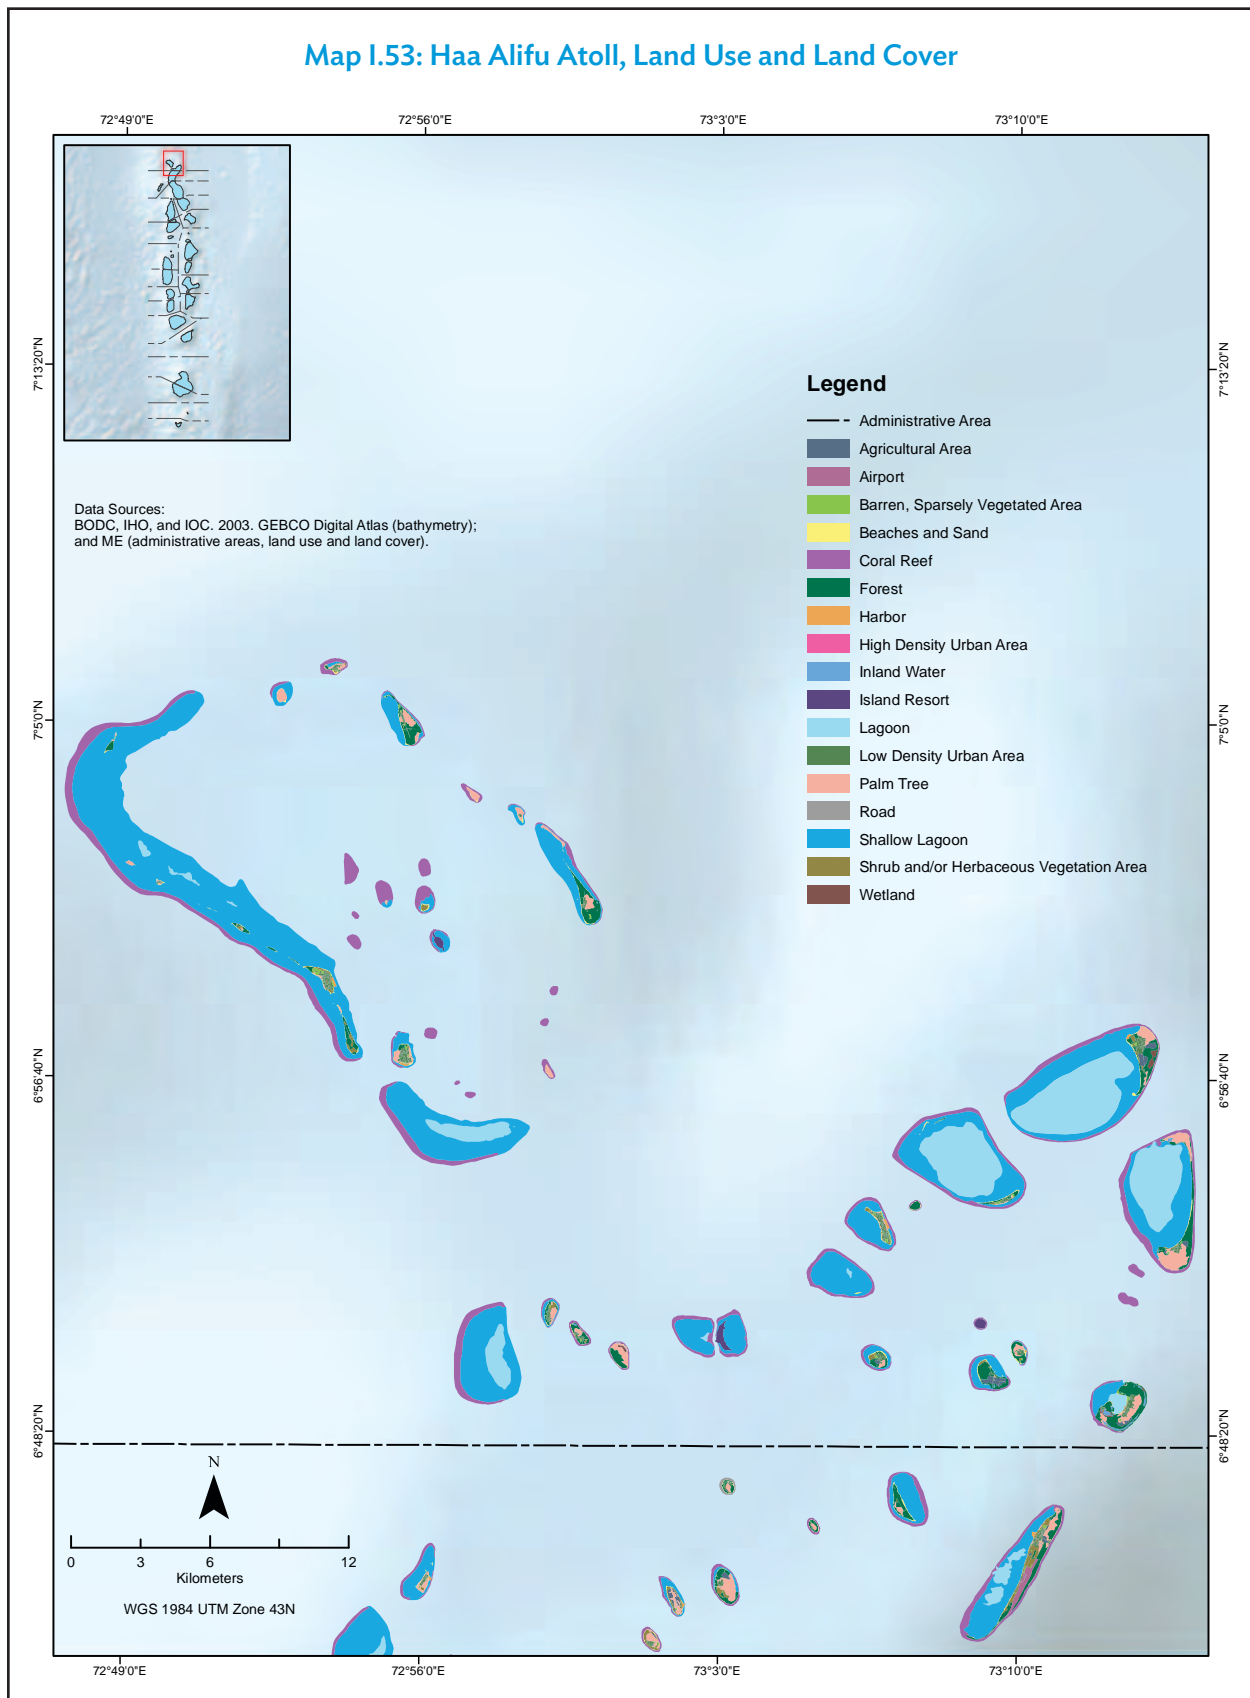 Map I.53: Haa Alifu Atoll, Land Use and Land Cover
72°49'0"E 72°56'0"E 73°3'0"E 73°10'0"E
7°13'20"N
7°13'20"N
Legend
Administrative Area
Agricultural Area
Airport
Barren, Sparsely Vegetated Area
Beaches and Sand
Coral Reef
Forest
Harbor
High Density Urban Area
Inland Water
Island Resort
Lagoon
Low Density Urban Area
Palm Tree
Road
Shallow Lagoon
Shrub and/or Herbaceous Vegetation Area
Wetland
Data Sources:
BODC, IHO, and IOC. 2003. GEBCO Digital Atlas (bathymetry);
and ME (administrative areas, land use and land cover).
7°5'0"N
7°5'0"N
6°56'40"N
6°56'40"N
6°48'20"N
6°48'20"N
N
0 3 6 12
Kilometers
WGS 1984 UTM Zone 43N
72°49'0"E 72°56'0"E 73°3'0"E 73°10'0"E